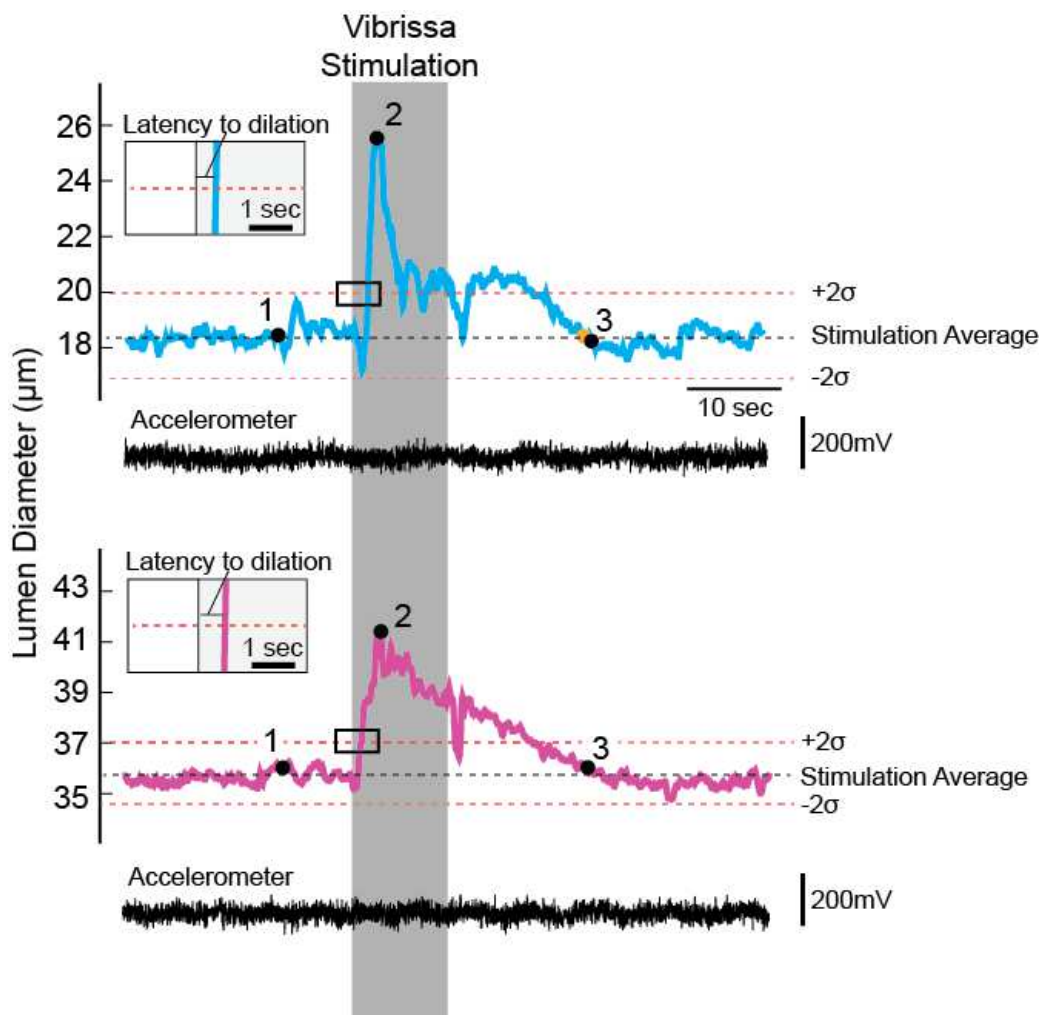 Vibrissa
Stimulation
Lumen Diameter (μm)
26
24
22
20
18
Latency to dilation
1 sec
1
2
3
+2σ
Stimulation Average
-2σ
10 sec
Accelerometer
200mV
43
41
39
37
35
Latency to dilation
1 sec
1
2
3
+2σ
Stimulation Average
-2σ
Accelerometer
200mV